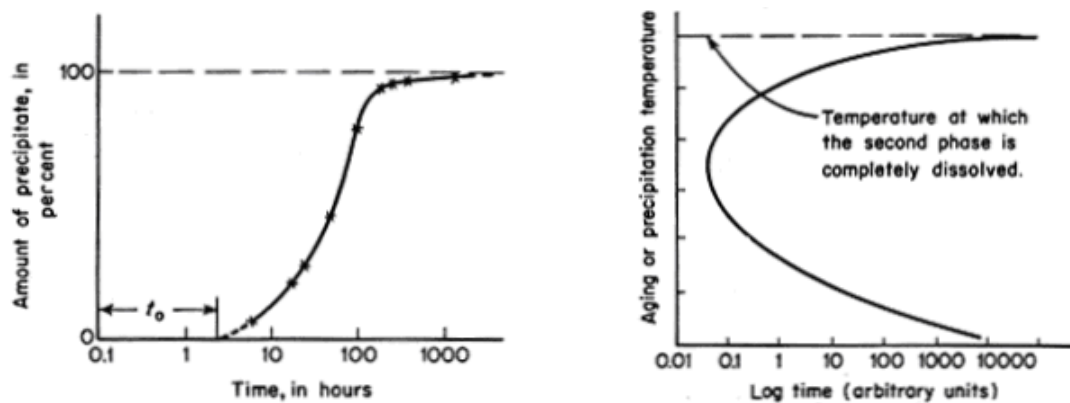 Amount of precipitate, in
per cent
100
0
t₀
0.1 1 10 100 1000
Time, in hours
Aging or precipitation temperature
Temperature at which
the second phase is
completely dissolved.
0.01 0.1 10 100 1000 10000
Log time (arbitrary units)